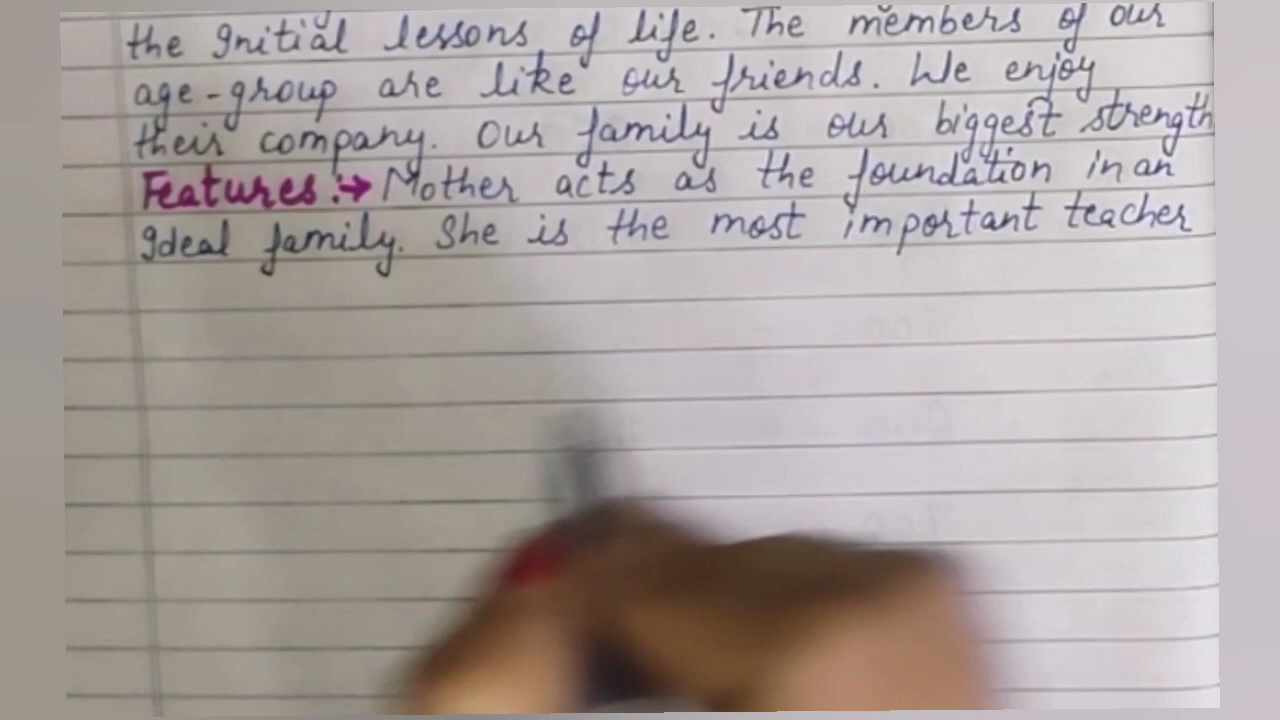 the Initial lessons of life. The members of our
age-group are like our friends. We enjoy
their company. Our family is our biggest strength
Features :→ Mother acts as the foundation in an
Ideal family. She is the most important teacher